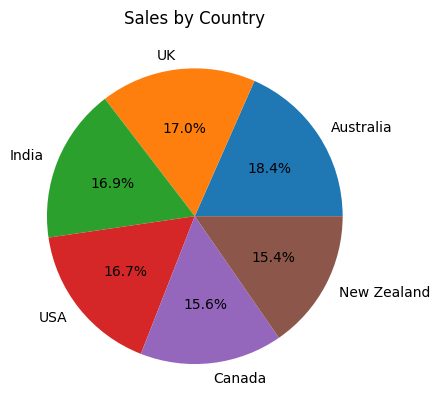 Sales by Country
UK
17.0%
Australia
18.4%
India
16.9%
USA
16.7%
Canada
15.6%
New Zealand
15.4%